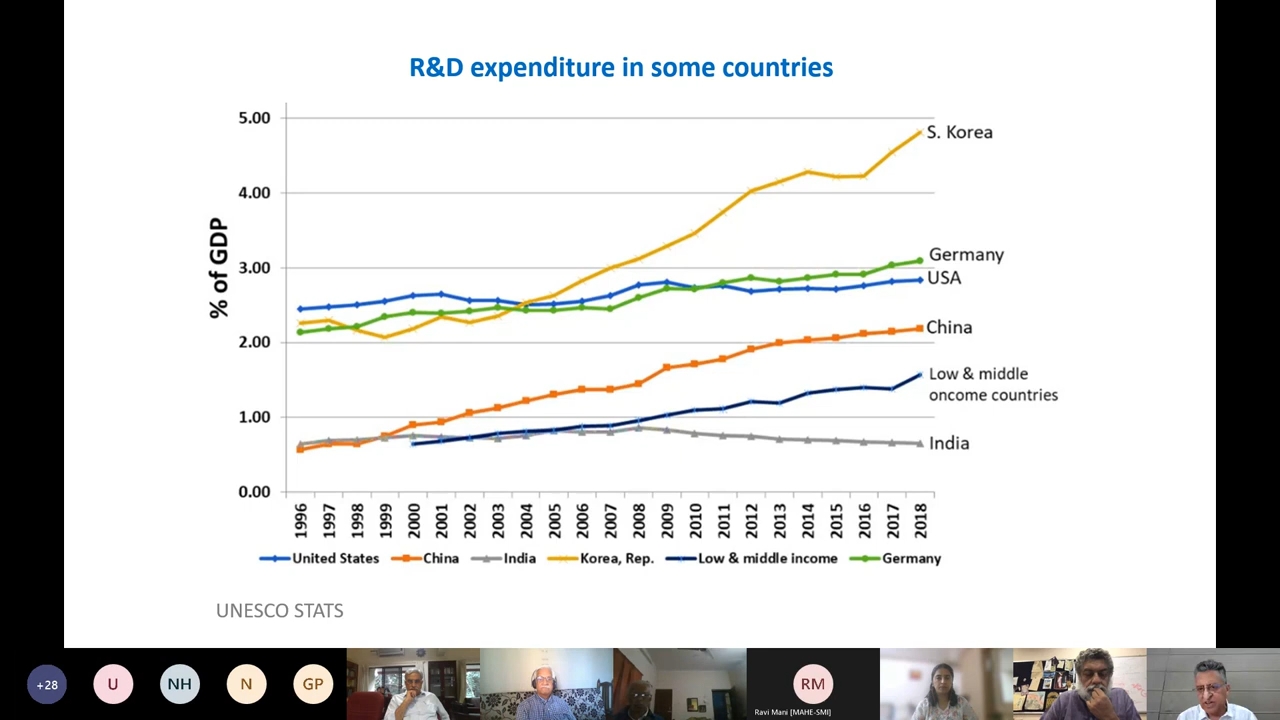 R&D expenditure in some countries
% of GDP
5.00
4.00
3.00
2.00
1.00
0.00
S. Korea
Germany
USA
China
Low & middle
oncome countries
India
1996 1997 1998 1999 2000 2001 2002 2003 2004 2005 2006 2007 2008 2009 2010 2011 2012 2013 2014 2015 2016 2017 2018
United States China India Korea, Rep. Low & middle income Germany
UNESCO STATS
+28 U NH N GP RM
Ravi Mani [MAHE-SMI]